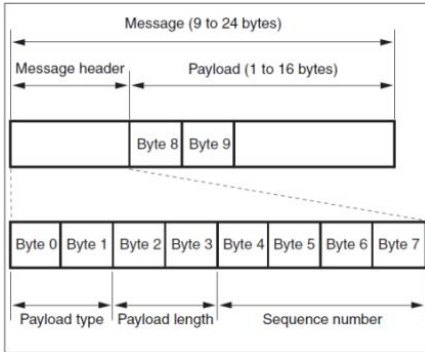 Message (9 to 24 bytes)
Message header
Payload (1 to 16 bytes)
Byte 8
Byte 9
Byte 0
Byte 1
Byte 2
Byte 3
Byte 4
Byte 5
Byte 6
Byte 7
Payload type
Payload length
Sequence number